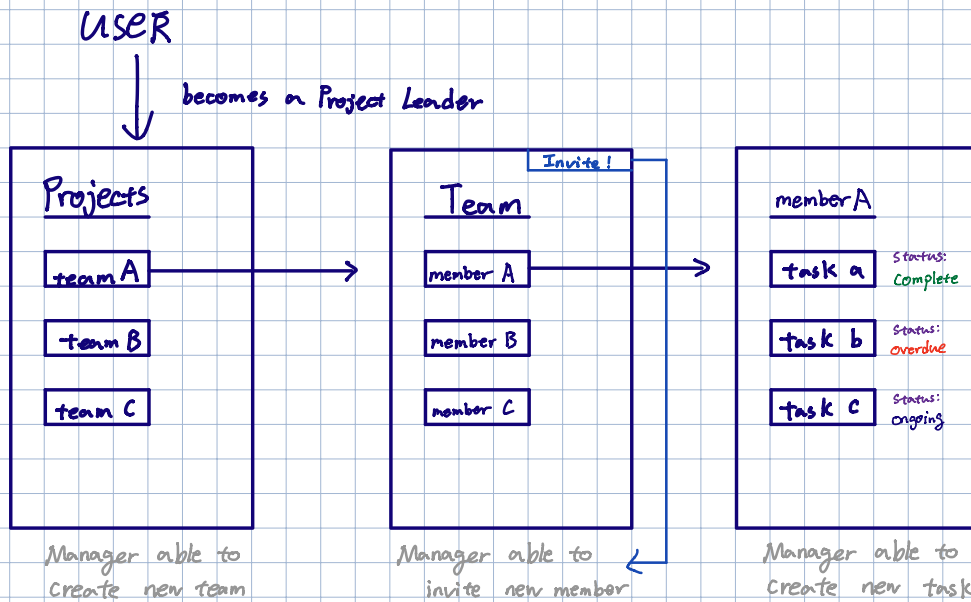 USER
becomes a Project Leader
Projects
team A
team B
team C
Manager able to
Create new team
Invite!
Team
member A
member B
member C
Manager able to
invite new member
member A
task a
Status:
Complete
task b
Status:
overdue
task c
Status:
ongoing
Manager able to
Create new task